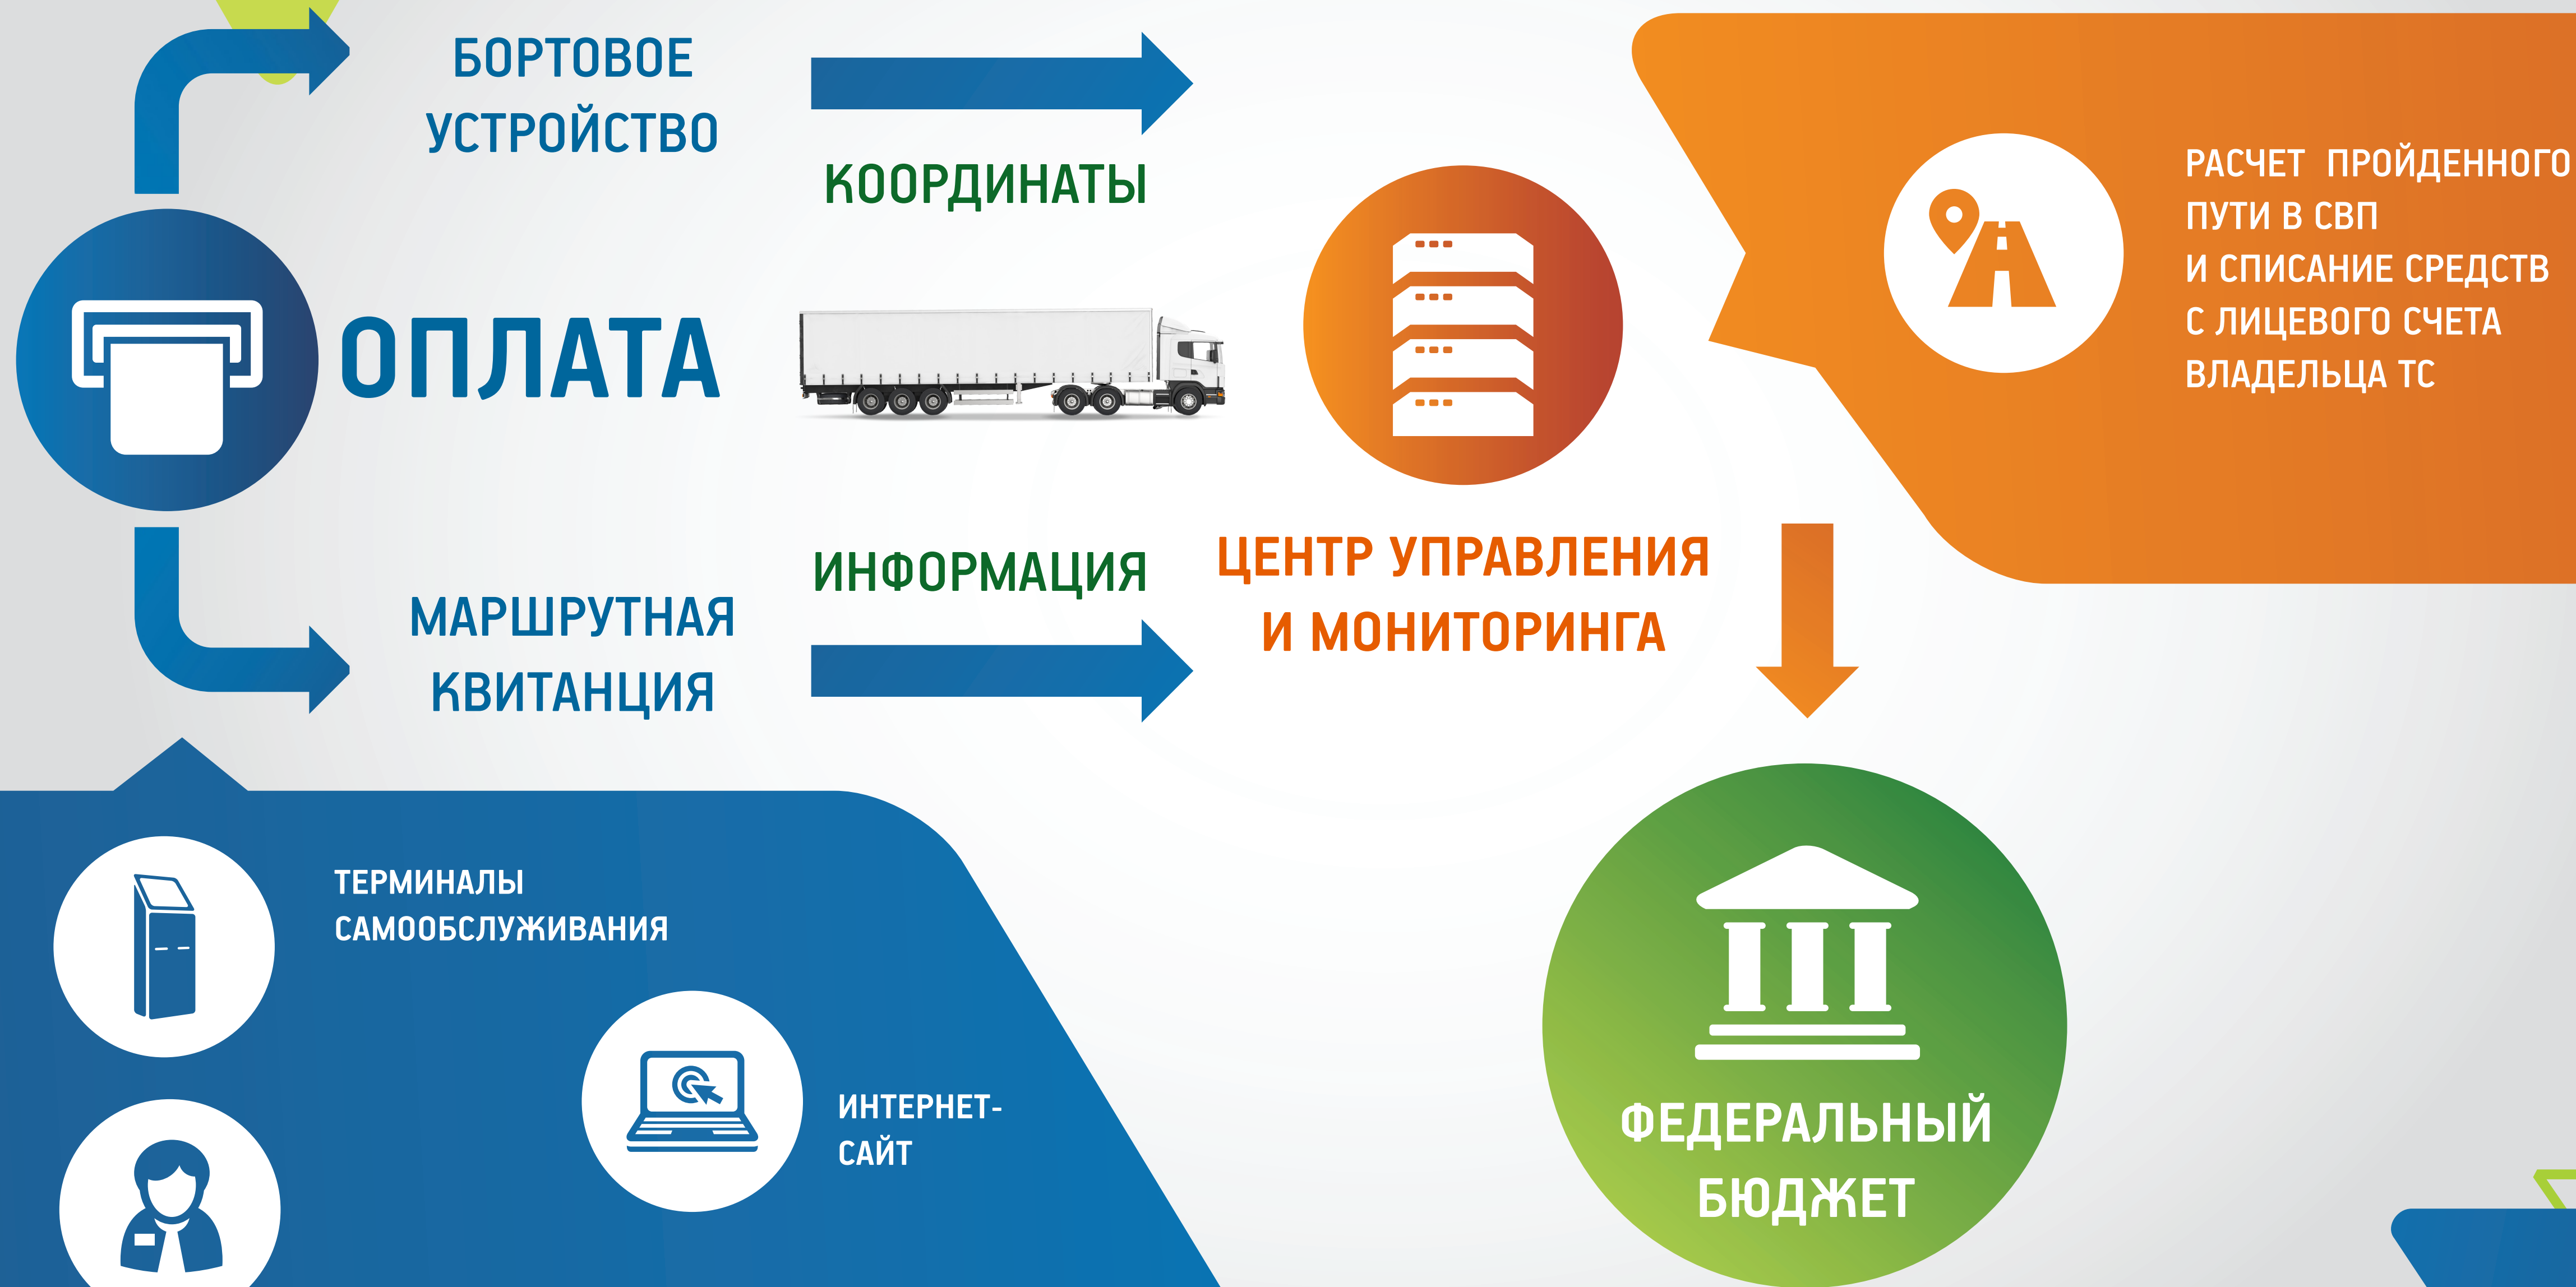 БОРТОВОЕ
УСТРОЙСТВО
КООРДИНАТЫ
ОПЛАТА
ИНФОРМАЦИЯ
МАРШРУТНАЯ
КВИТАНЦИЯ
ЦЕНТР УПРАВЛЕНИЯ
И МОНИТОРИНГА
РАСЧЕТ ПРОЙДЕННОГО
ПУТИ В СВП
И СПИСАНИЕ СРЕДСТВ
С ЛИЦЕВОГО СЧЕТА
ВЛАДЕЛЬЦА ТС
ТЕРМИНАЛЫ
САМООБСЛУЖИВАНИЯ
ИНТЕРНЕТ-
САЙТ
ФЕДЕРАЛЬНЫЙ
БЮДЖЕТ